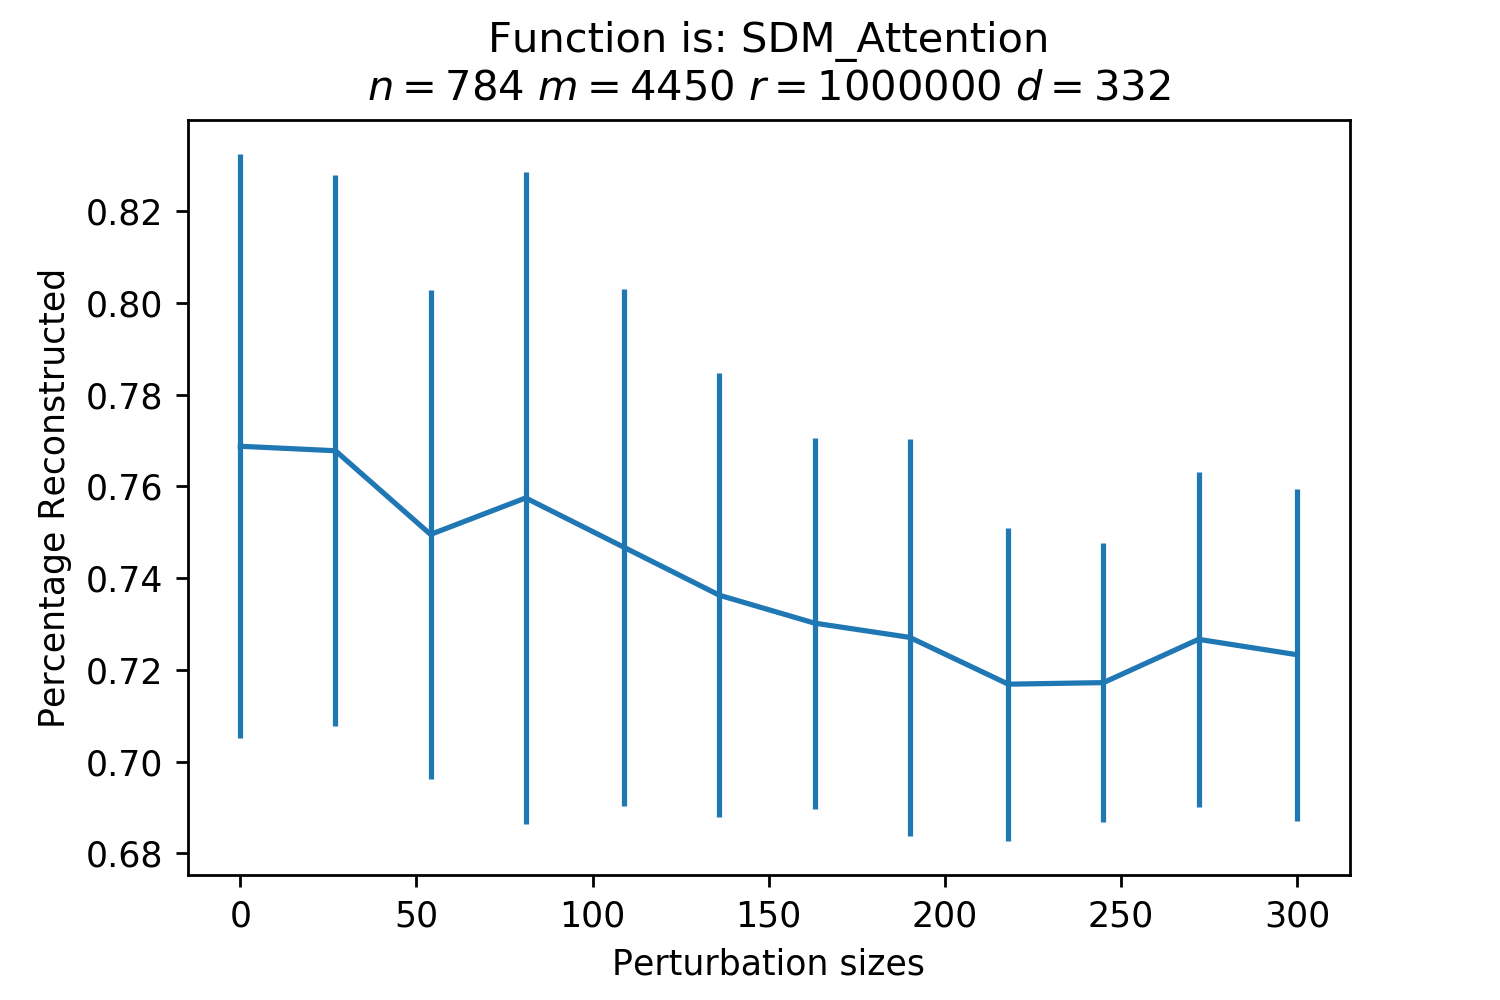 Function is: SDM_Attention
n = 784 m = 4450 r = 1000000 d = 332
Percentage Reconstructed
0.82
0.80
0.78
0.76
0.74
0.72
0.70
0.68
0 50 100 150 200 250 300
Perturbation sizes